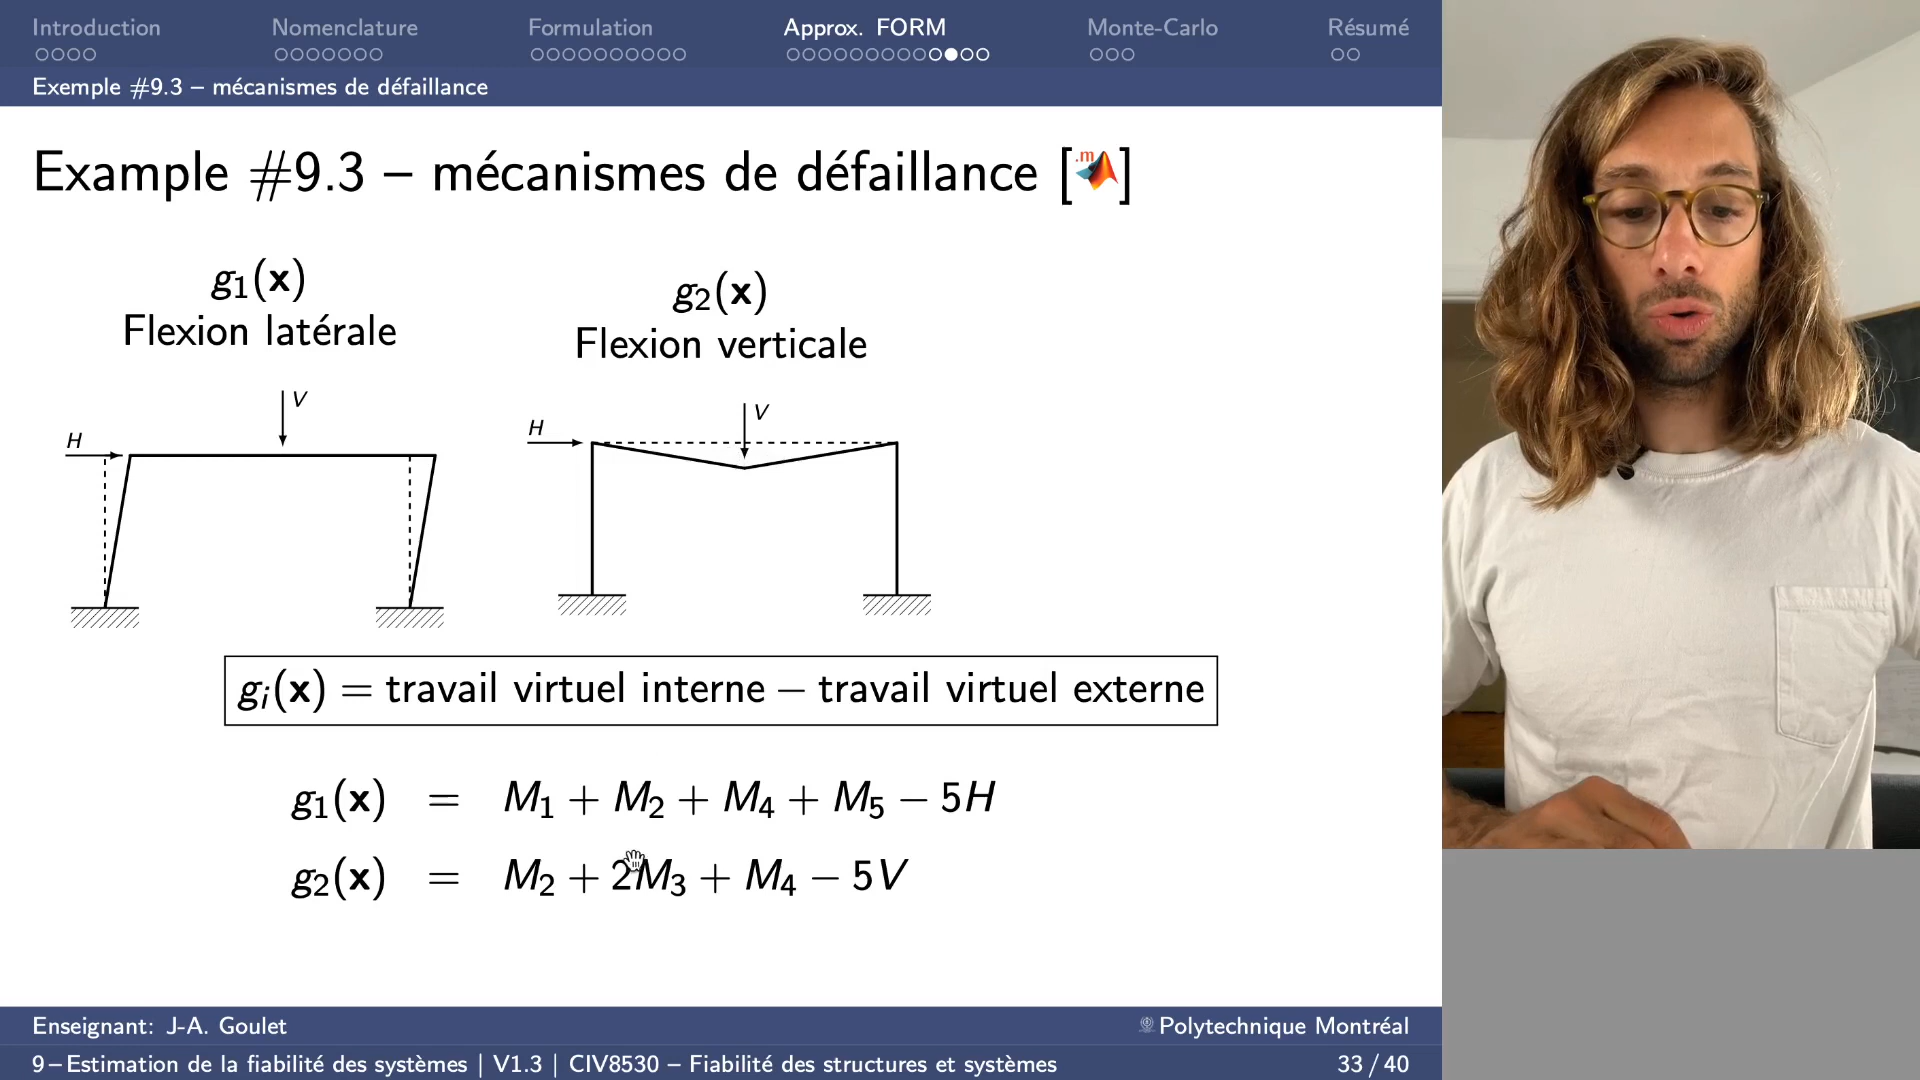 Introduction Nomenclature Formulation Approx. FORM Monte-Carlo Résumé
Exemple #9.3 – mécanismes de défaillance
Example #9.3 – mécanismes de défaillance [.m]
g₁(x)
Flexion latérale
g₂(x)
Flexion verticale
V
H
V
H
gᵢ(x) = travail virtuel interne – travail virtuel externe
g₁(x) = M₁ + M₂ + M₄ + M₅ − 5H
g₂(x) = M₂ + 2M₃ + M₄ − 5V
Enseignant: J-A. Goulet Polytechnique Montréal
9 – Estimation de la fiabilité des systèmes | V1.3 | CIV8530 – Fiabilité des structures et systèmes 33 / 40